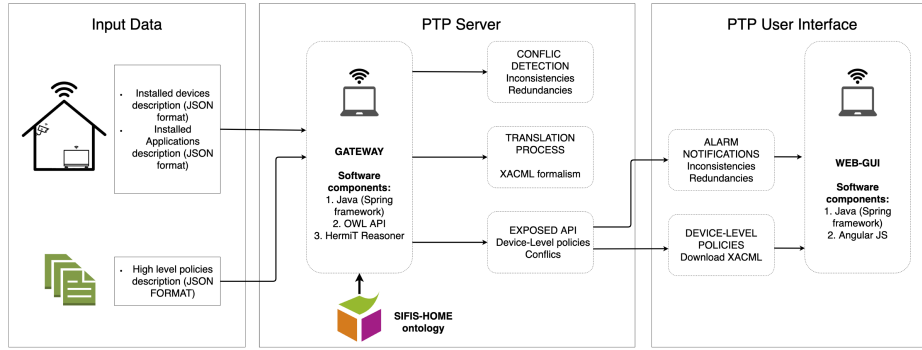 Input Data
• Installed devices
description (JSON
format)
• Installed
Applications
description (JSON
format)
• High level policies
description (JSON
FORMAT)
PTP Server
GATEWAY
Software
components:
1. Java (Spring
framework)
2. OWL API
3. HermiT Reasoner
SIFIS-HOME
ontology
CONFLIC
DETECTION
Inconsistencies
Redundancies
TRANSLATION
PROCESS
XACML formalism
EXPOSED API
Device-Level policies
Conflics
PTP User Interface
ALARM
NOTIFICATIONS
Inconsistencies
Redundancies
DEVICE-LEVEL
POLICIES
Download XACML
WEB-GUI
Software
components:
1. Java (Spring
framework)
2. Angular JS